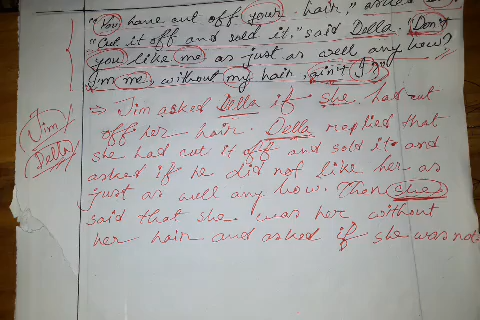 "You have cut off your hair," asked
"Cut it off and sold it," said Della. "Don't
you like me as just as well any how?
I'm me, without my hair, ain't I?"
Jim
Della
→ Jim asked Della if she had cut
off her hair. Della replied that
she had cut it off and sold it and
asked if he did not like her as
just as well any how. Then she
said that she was her without
her hair and asked if she was not.